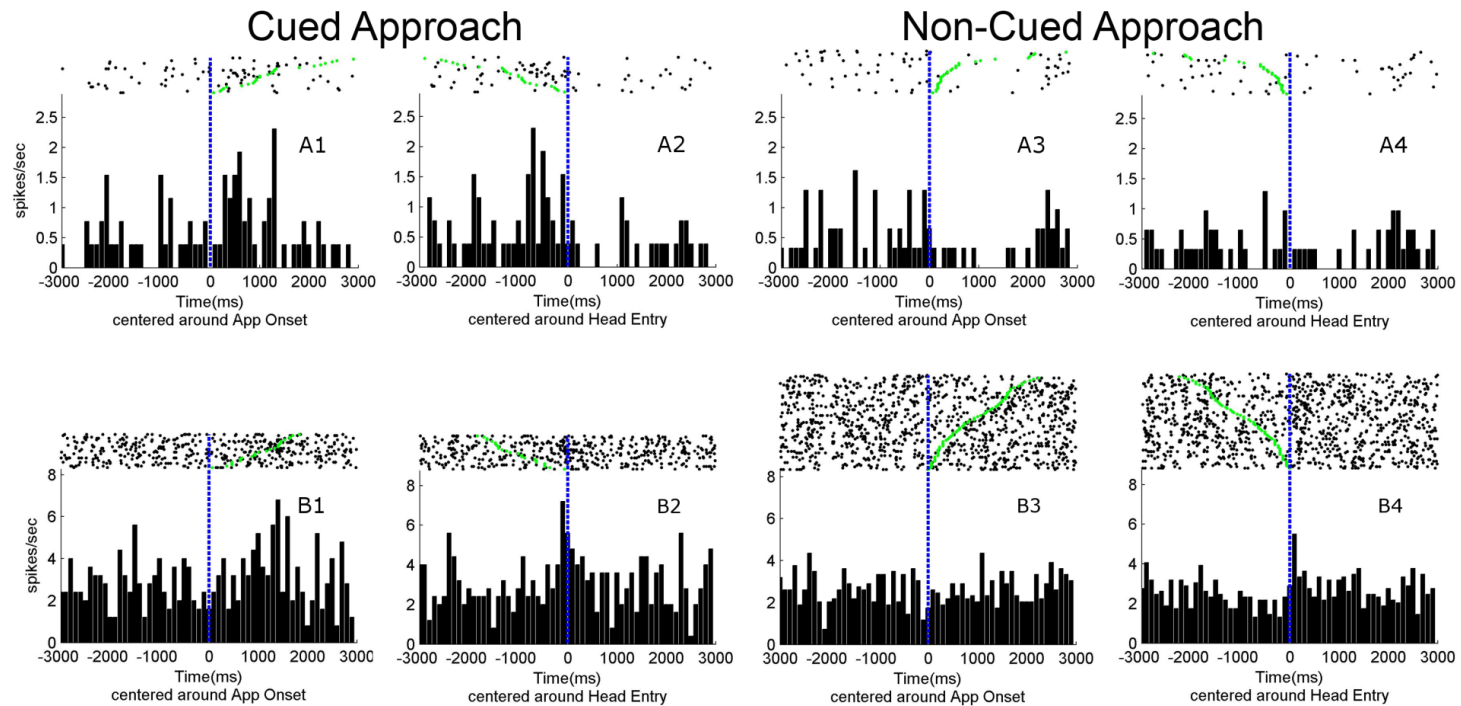 Cued Approach
Non-Cued Approach
A1
A2
A3
A4
spikes/sec
2.5
2
1.5
1
0.5
0
2.5
2
1.5
1
0.5
0
2.5
2
1.5
1
0.5
0
2.5
2
1.5
1
0.5
0
-3000 -2000 -1000 0 1000 2000 3000
-3000 -2000 -1000 0 1000 2000 3000
-3000 -2000 -1000 0 1000 2000 3000
-3000 -2000 -1000 0 1000 2000 3000
Time(ms)
centered around App Onset
Time(ms)
centered around Head Entry
Time(ms)
centered around App Onset
Time(ms)
centered around Head Entry
B1
B2
B3
B4
spikes/sec
8
6
4
2
0
8
6
4
2
0
8
6
4
2
0
8
6
4
2
0
-3000 -2000 -1000 0 1000 2000 3000
-3000 -2000 -1000 0 1000 2000 3000
-3000 -2000 -1000 0 1000 2000 3000
-3000 -2000 -1000 0 1000 2000 3000
Time(ms)
centered around App Onset
Time(ms)
centered around Head Entry
Time(ms)
centered around App Onset
Time(ms)
centered around Head Entry